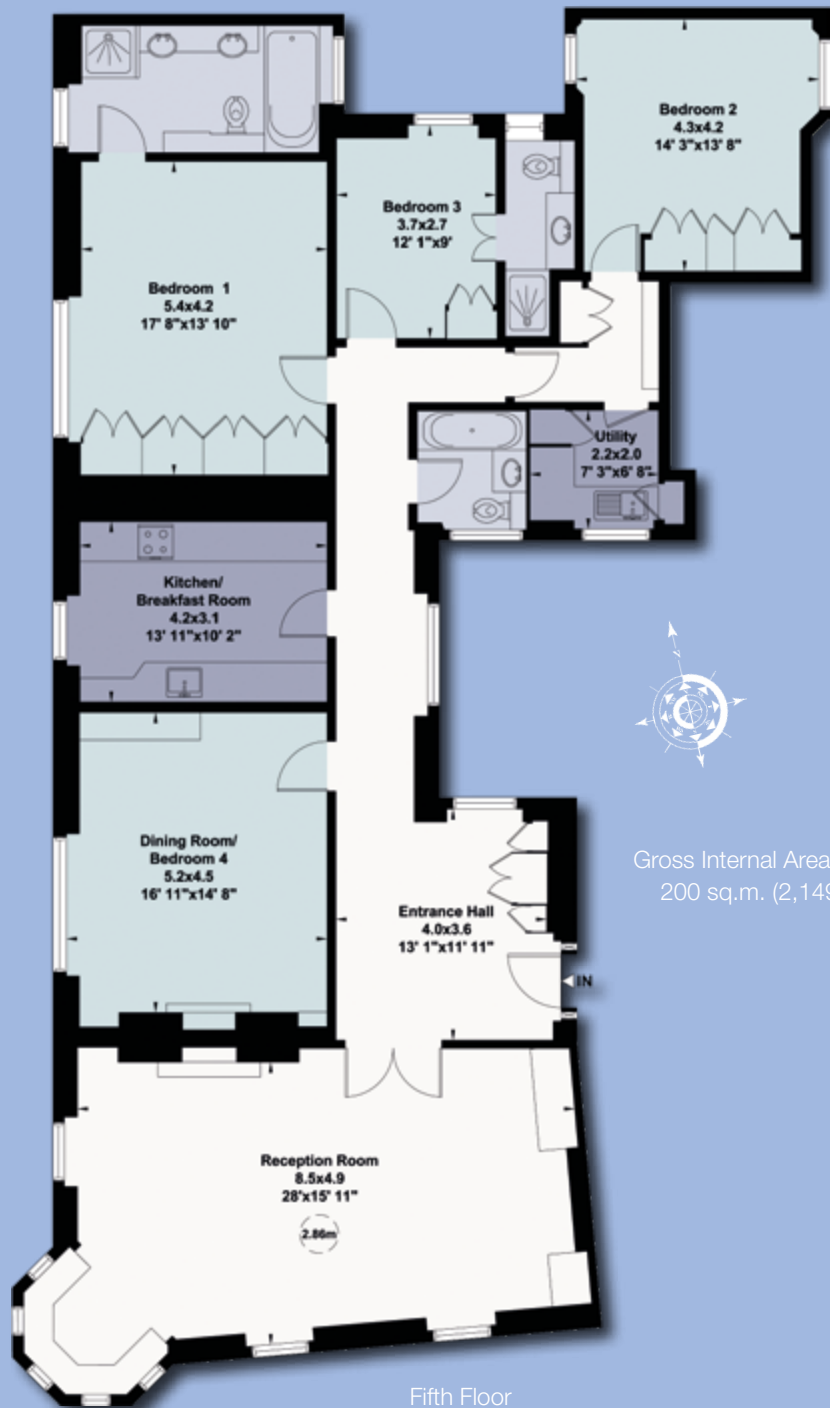 Bedroom 2
4.3x4.2
14' 3"x13' 8"
Bedroom 3
3.7x2.7
12' 1"x9'
Bedroom 1
5.4x4.2
17' 8"x13' 10"
Utility
2.2x2.0
7' 3"x6' 8"
Kitchen/
Breakfast Room
4.2x3.1
13' 11"x10' 2"
N
Dining Room/
Bedroom 4
5.2x4.5
16' 11"x14' 8"
Gross Internal Area
200 sq.m. (2,149
Entrance Hall
4.0x3.6
13' 1"x11' 11"
IN
Reception Room
8.5x4.9
28'x15' 11"
2.86m
Fifth Floor